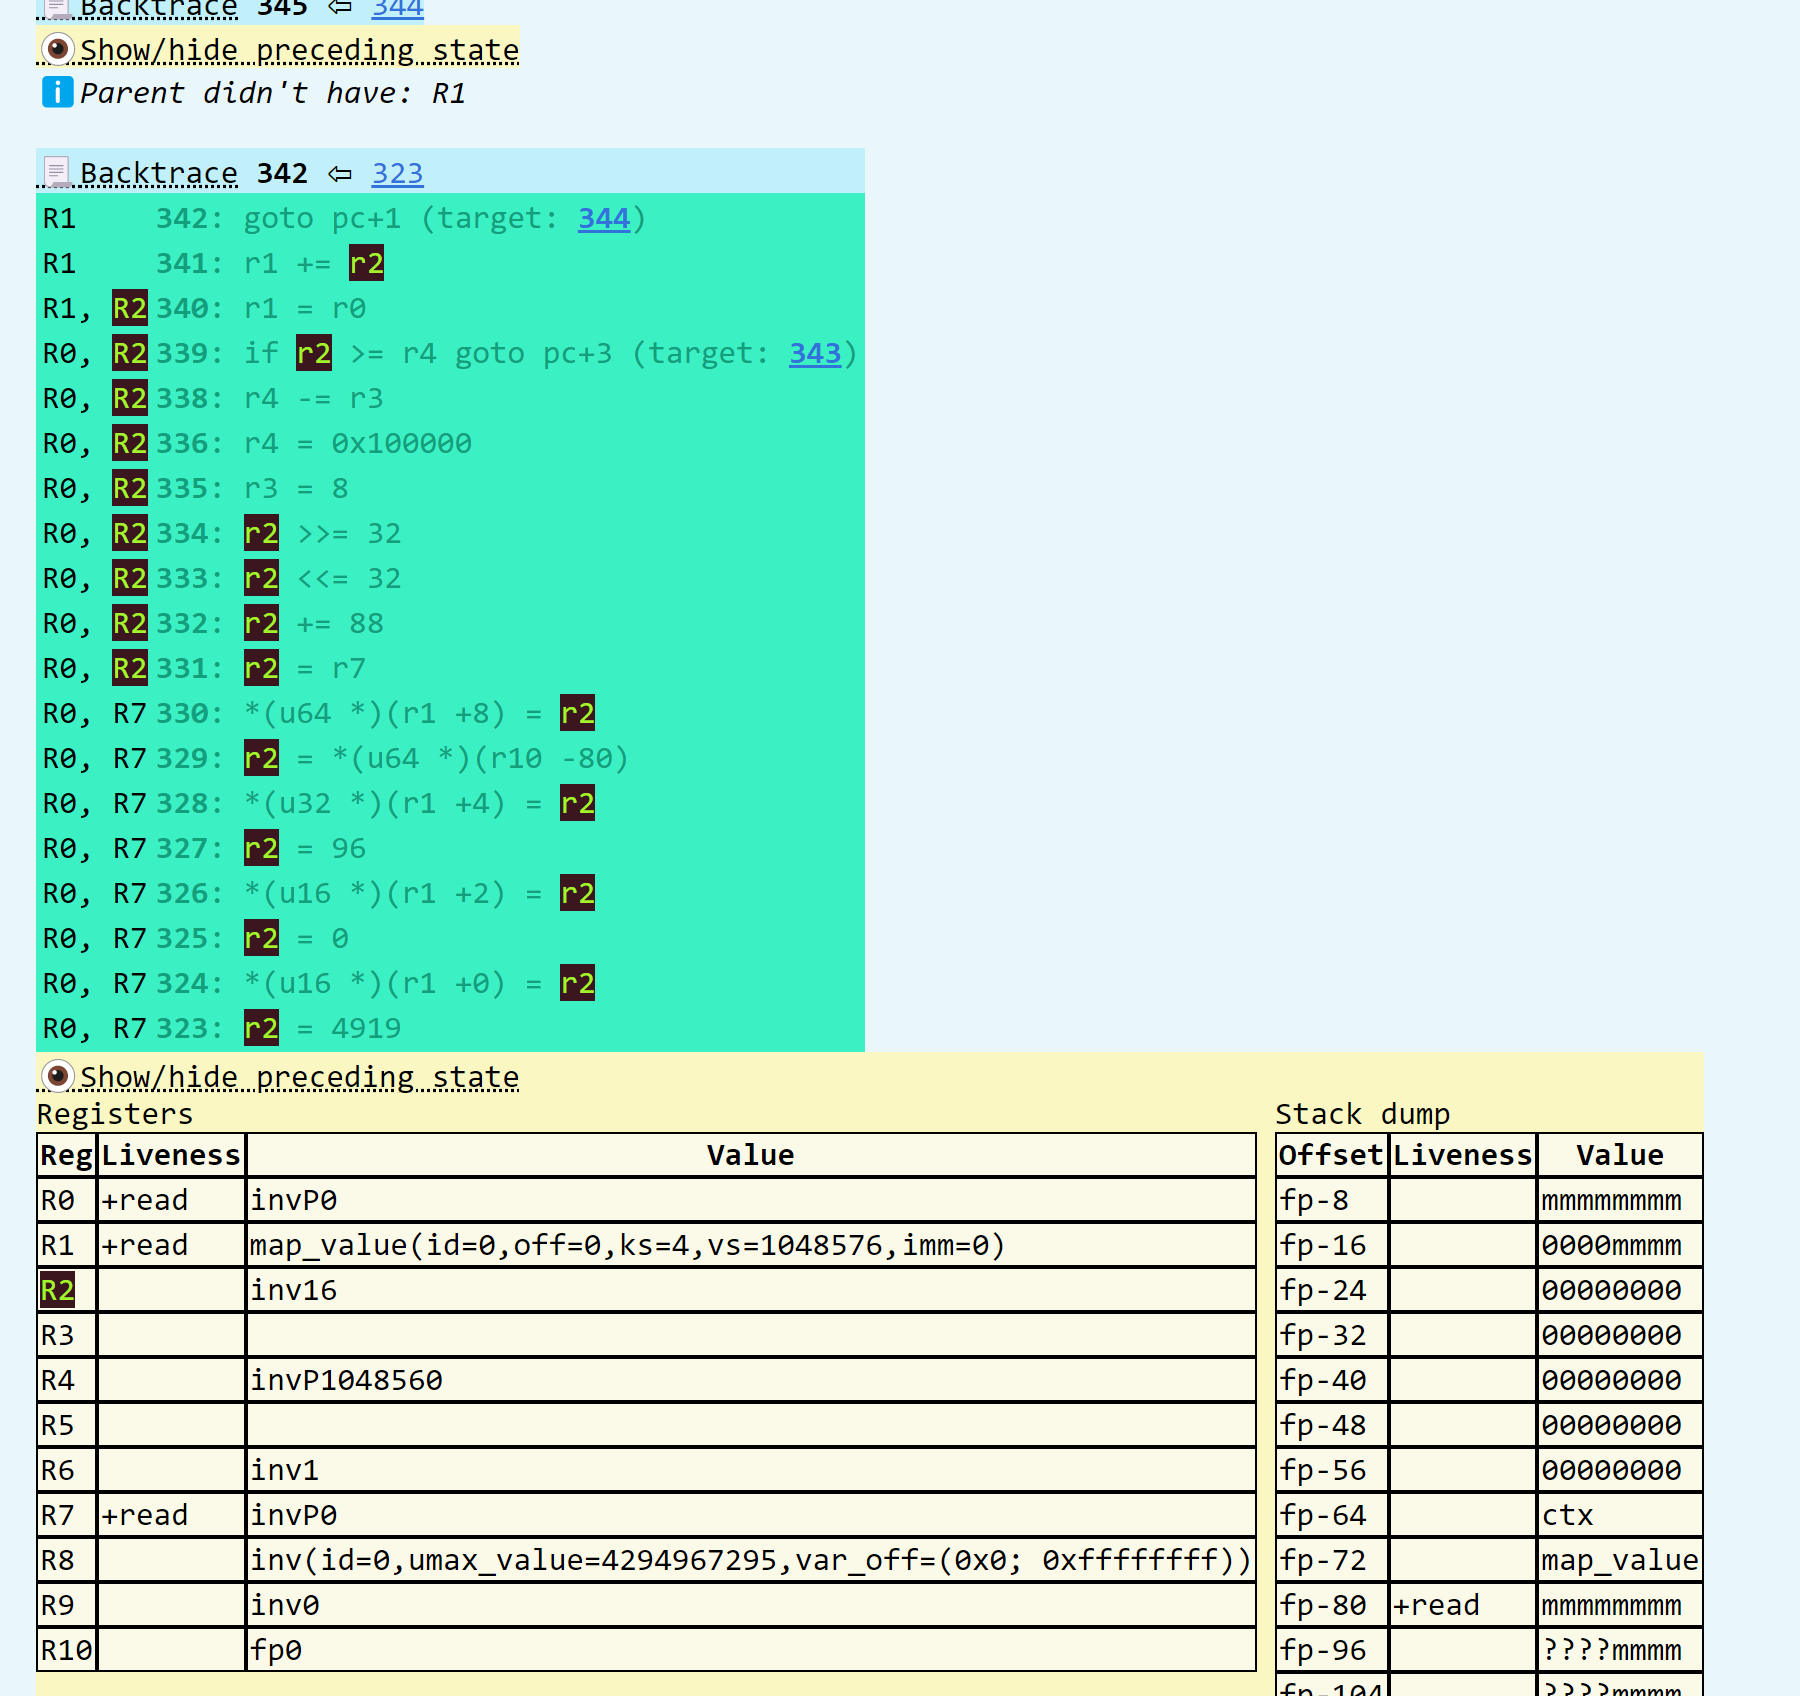 Backtrace 345 ⇦ 344
Show/hide preceding state
Parent didn't have: R1
Backtrace 342 ⇦ 323
R1 342: goto pc+1 (target: 344)
R1 341: r1 += r2
R1, R2 340: r1 = r0
R0, R2 339: if r2 >= r4 goto pc+3 (target: 343)
R0, R2 338: r4 -= r3
R0, R2 336: r4 = 0x100000
R0, R2 335: r3 = 8
R0, R2 334: r2 >>= 32
R0, R2 333: r2 <<= 32
R0, R2 332: r2 += 88
R0, R2 331: r2 = r7
R0, R7 330: *(u64 *)(r1 +8) = r2
R0, R7 329: r2 = *(u64 *)(r10 -80)
R0, R7 328: *(u32 *)(r1 +4) = r2
R0, R7 327: r2 = 96
R0, R7 326: *(u16 *)(r1 +2) = r2
R0, R7 325: r2 = 0
R0, R7 324: *(u16 *)(r1 +0) = r2
R0, R7 323: r2 = 4919
Show/hide preceding state
Registers
Reg Liveness Value
R0 +read invP0
R1 +read map_value(id=0,off=0,ks=4,vs=1048576,imm=0)
R2 inv16
R3
R4 invP1048560
R5
R6 inv1
R7 +read invP0
R8 inv(id=0,umax_value=4294967295,var_off=(0x0; 0xffffffff))
R9 inv0
R10 fp0
Stack dump
Offset Liveness Value
fp-8 mmmmmmmm
fp-16 0000mmmm
fp-24 00000000
fp-32 00000000
fp-40 00000000
fp-48 00000000
fp-56 00000000
fp-64 ctx
fp-72 map_value
fp-80 +read mmmmmmmm
fp-96 ????mmmm
fp-104 ????mmmm